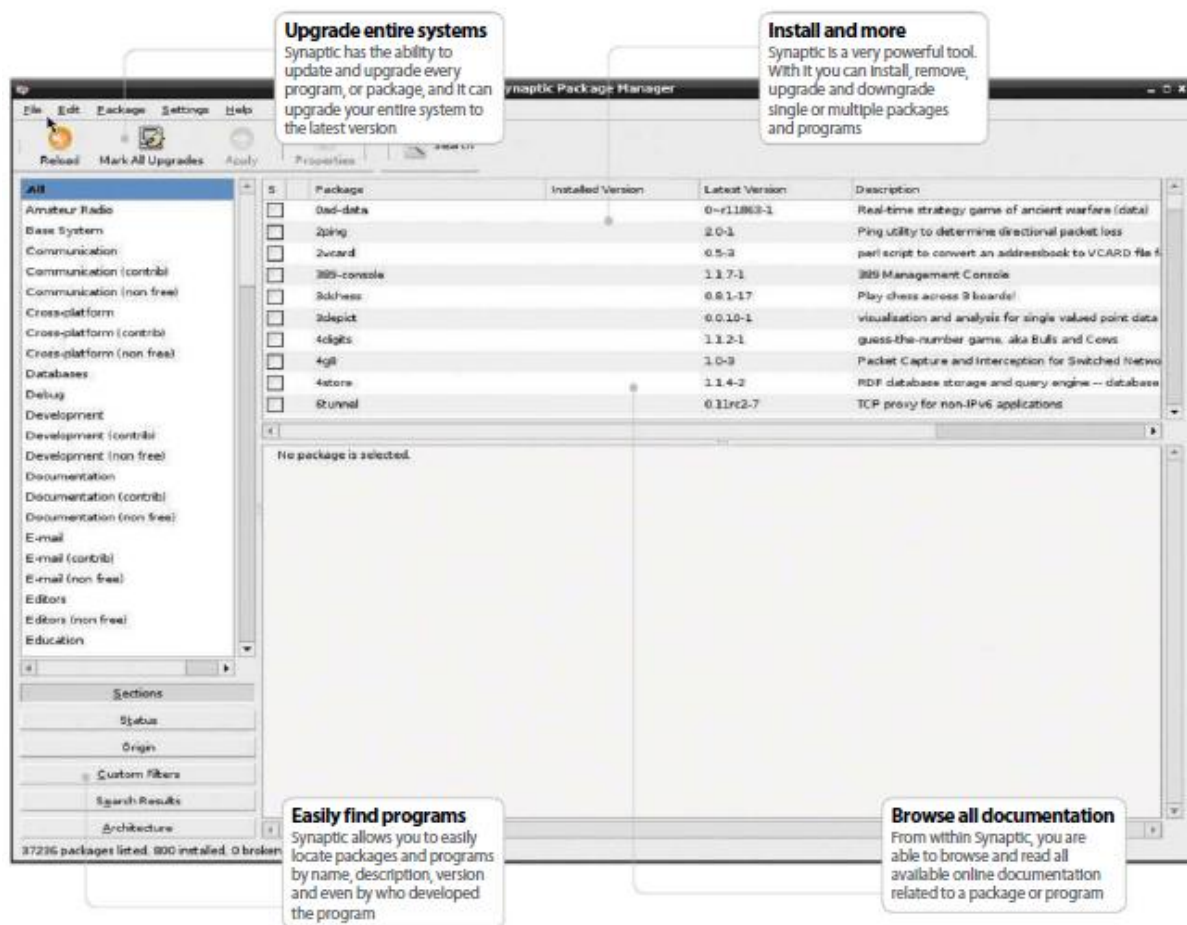 Upgrade entire systems
Synaptic has the ability to
update and upgrade every
program, or package, and it can
upgrade your entire system to
the latest version
Install and more
Synaptic is a very powerful tool.
With it you can install, remove,
upgrade and downgrade
single or multiple packages
and programs
ynaptic Package Manager
File Edit Package Settings Help
Reload Mark All Upgrades Apply Properties Search
All
Amateur Radio
Base System
Communication
Communication (contrib)
Communication (non free)
Cross-platform
Cross-platform (contrib)
Cross-platform (non free)
Databases
Debug
Development
Development (contrib)
Development (non free)
Documentation
Documentation (contrib)
Documentation (non free)
E-mail
E-mail (contrib)
E-mail (non free)
Editors
Editors (non free)
Education
Sections
Status
Origin
Custom Filters
Search Results
Architecture
37236 packages listed, 800 installed, 0 broken
S Package Installed Version Latest Version Description
0ad-data 0~r11863-1 Real-time strategy game of ancient warfare (data)
2ping 2.0-1 Ping utility to determine directional packet loss
2vcard 0.5-3 perl script to convert an addressbook to VCARD file f
389-console 1.1.7-1 389 Management Console
3dchess 0.8.1-17 Play chess across 3 boards!
3depict 0.0.10-1 visualisation and analysis for single valued point data
4digits 1.1.2-1 guess-the-number game, aka Bulls and Cows
4g8 1.0-3 Packet Capture and Interception for Switched Netwo
4store 1.1.4-2 RDF database storage and query engine -- database
6tunnel 0.11rc2-7 TCP proxy for non-IPv6 applications
No package is selected.
Easily find programs
Synaptic allows you to easily
locate packages and programs
by name, description, version
and even by who developed
the program
Browse all documentation
From within Synaptic, you are
able to browse and read all
available online documentation
related to a package or program